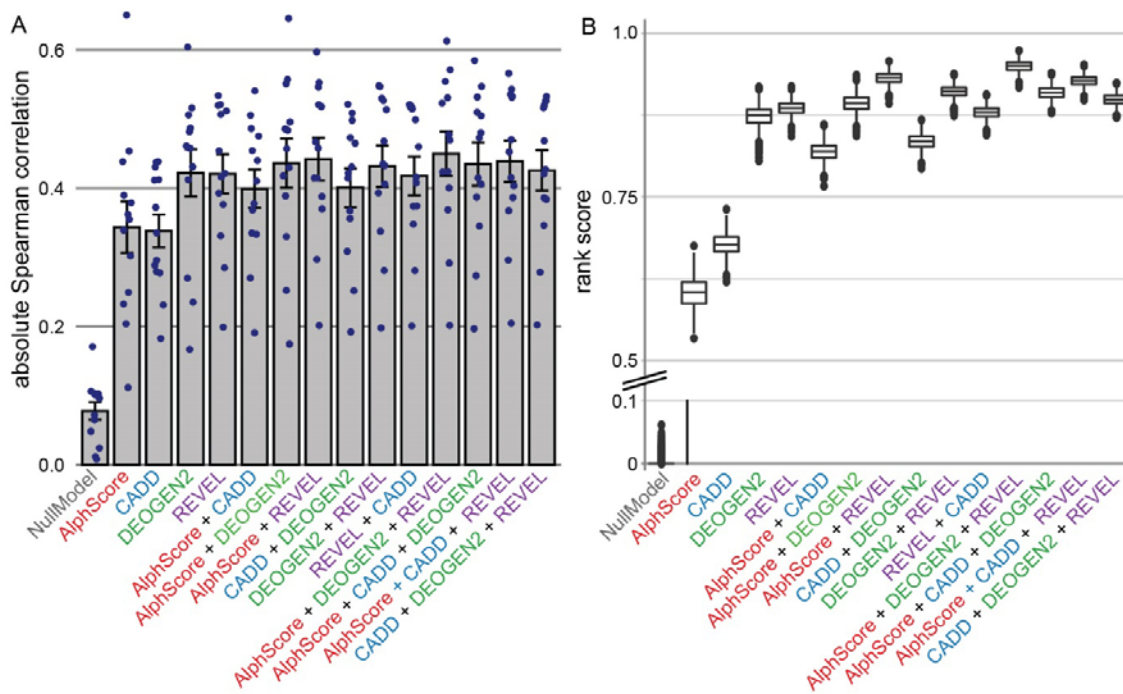 A
absolute Spearman correlation
0.6
0.4
0.2
0.0
NullModel
AlphScore
CADD
DEOGEN2
REVEL
AlphScore + CADD
AlphScore + DEOGEN2
AlphScore + REVEL
CADD + DEOGEN2
DEOGEN2 + REVEL
REVEL + CADD
AlphScore + DEOGEN2 + REVEL
AlphScore + CADD + DEOGEN2
AlphScore + CADD + REVEL
CADD + DEOGEN2 + REVEL
B
rank score
1.0
0.75
0.5
0.1
0
NullModel
AlphScore
CADD
DEOGEN2
REVEL
AlphScore + CADD
AlphScore + DEOGEN2
AlphScore + REVEL
CADD + DEOGEN2
DEOGEN2 + REVEL
REVEL + CADD
AlphScore + DEOGEN2 + REVEL
AlphScore + CADD + DEOGEN2
AlphScore + CADD + REVEL
CADD + DEOGEN2 + REVEL